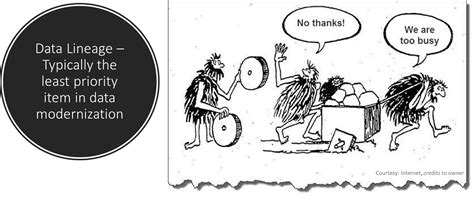 Data Lineage –
Typically the
least priority
item in data
modernization
No thanks!
We are
too busy
Courtesy: internet, credits to owner